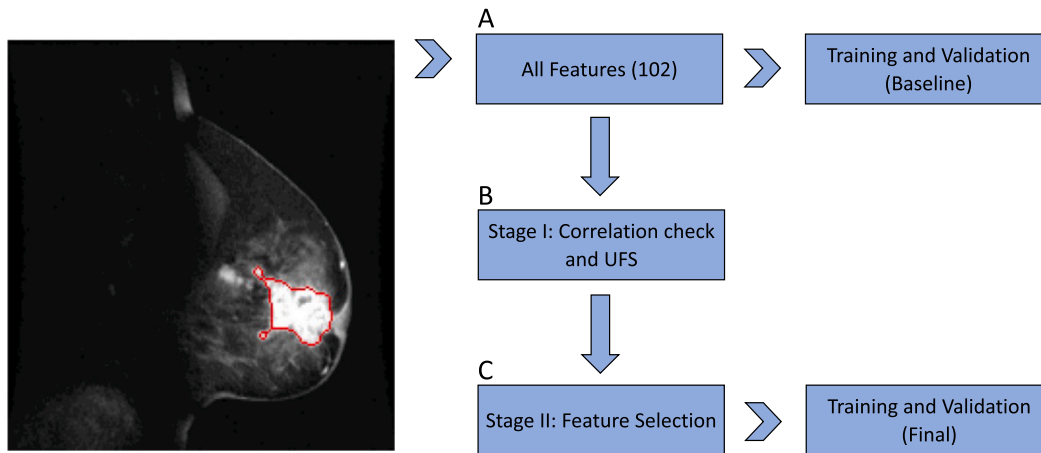 A
All Features (102)
Training and Validation
(Baseline)
B
Stage I: Correlation check
and UFS
C
Stage II: Feature Selection
Training and Validation
(Final)